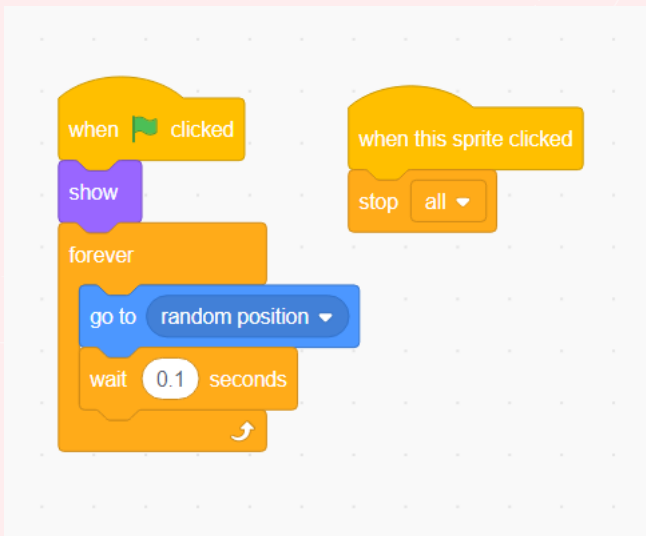 when clicked
show
forever
go to random position
wait 0.1 seconds
when this sprite clicked
stop all